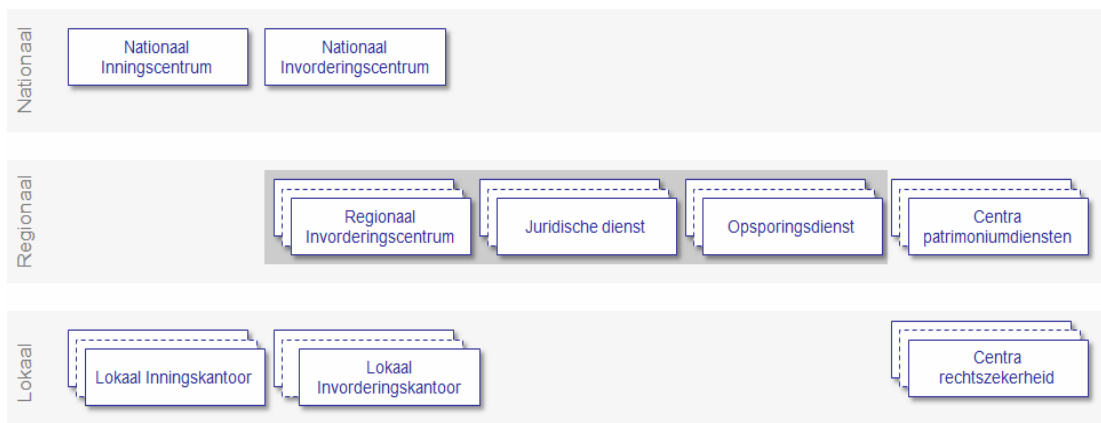 Nationaal
Nationaal
Inningscentrum
Nationaal
Invorderingscentrum
Regionaal
Regionaal
Invorderingscentrum
Juridische dienst
Opsporingsdienst
Centra
patrimoniumdiensten
Lokaal
Lokaal Inningskantoor
Lokaal
Invorderingskantoor
Centra
rechtszekerheid